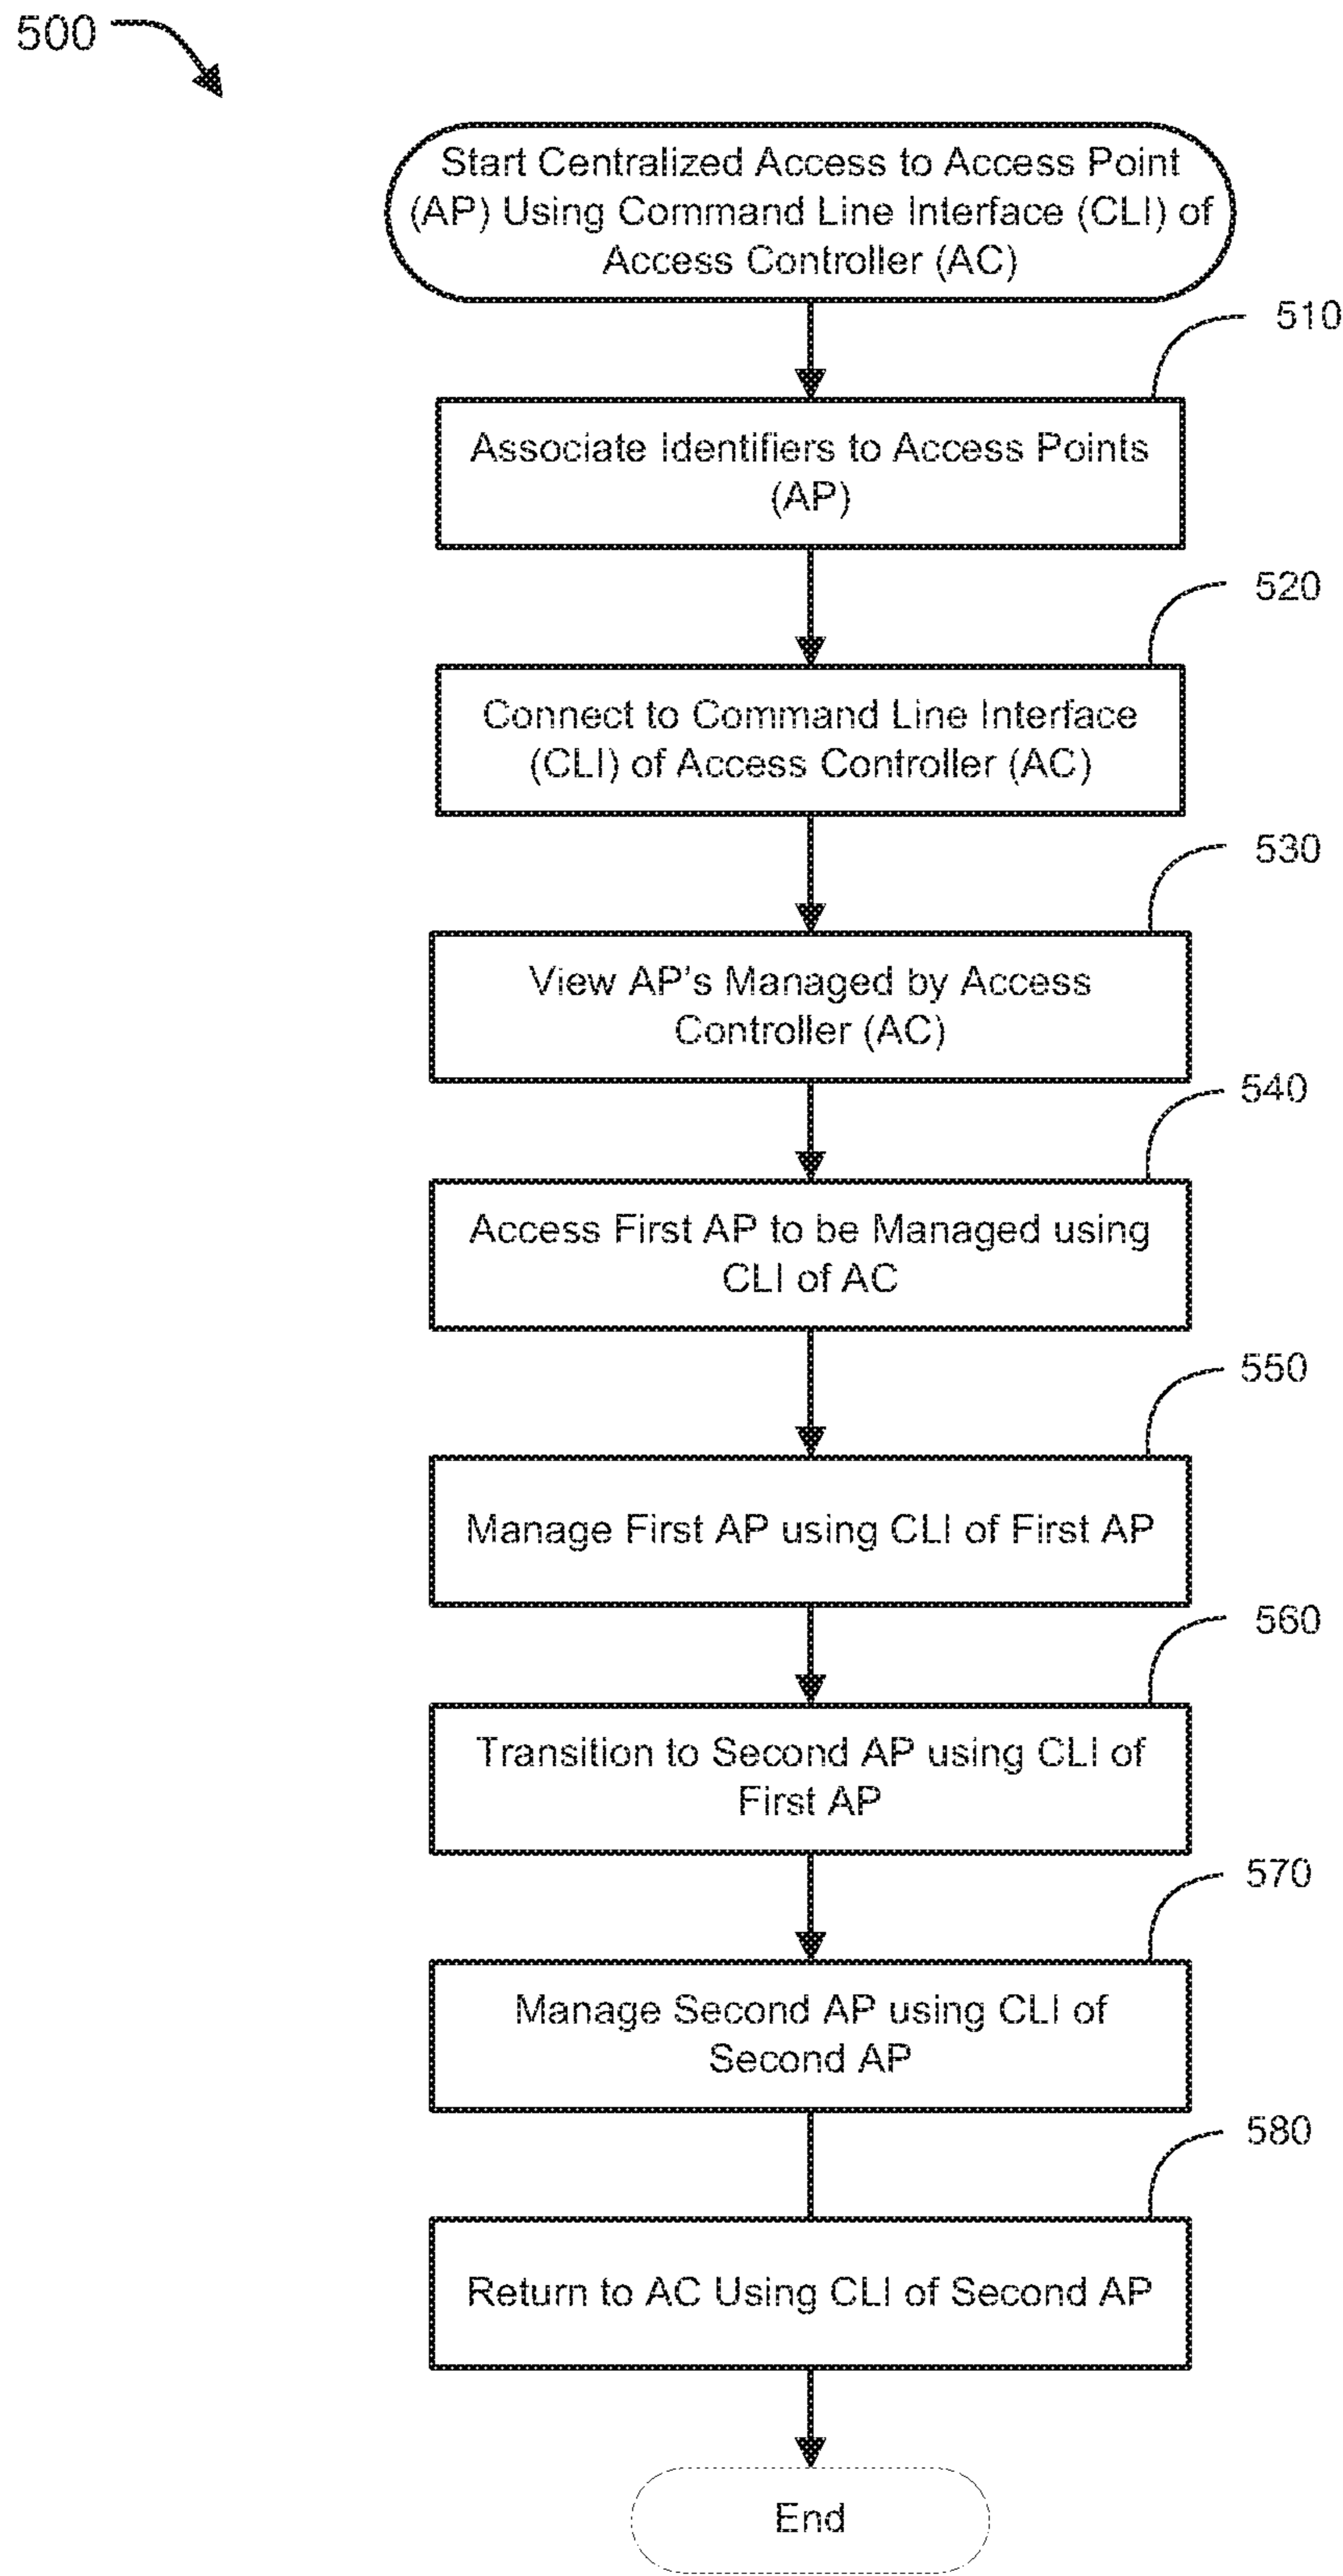 500
Start Centralized Access to Access Point
(AP) Using Command Line Interface (CLI) of
Access Controller (AC)
510
Associate Identifiers to Access Points
(AP)
520
Connect to Command Line Interface
(CLI) of Access Controller (AC)
530
View AP's Managed by Access
Controller (AC)
540
Access First AP to be Managed using
CLI of AC
550
Manage First AP using CLI of First AP
560
Transition to Second AP using CLI of
First AP
570
Manage Second AP using CLI of
Second AP
580
Return to AC Using CLI of Second AP
End